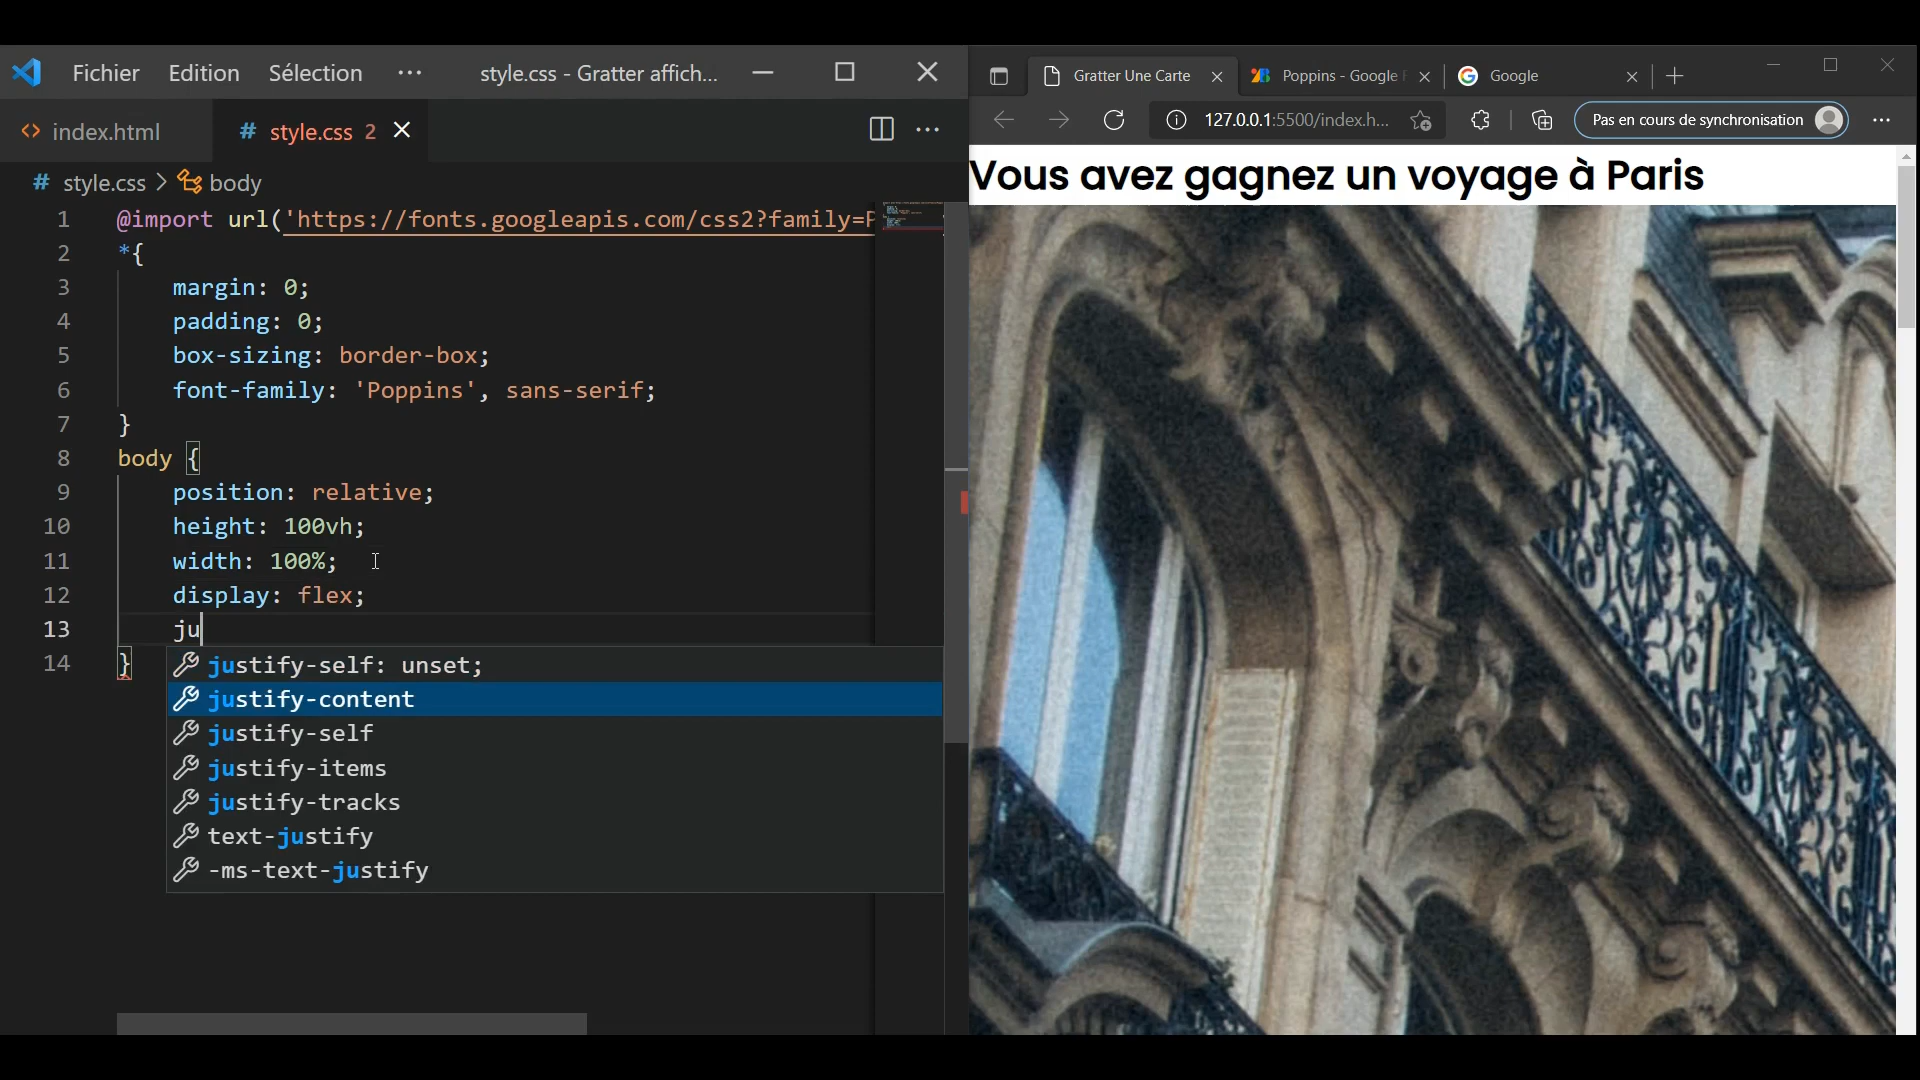 Fichier Edition Sélection ··· style.css - Gratter affich...
index.html
# style.css 2
# style.css > body
1 @import url('https://fonts.googleapis.com/css2?family=P
2 *{
3 margin: 0;
4 padding: 0;
5 box-sizing: border-box;
6 font-family: 'Poppins', sans-serif;
7 }
8 body {
9 position: relative;
10 height: 100vh;
11 width: 100%;
12 display: flex;
13 ju
14 }
justify-self: unset;
justify-content
justify-self
justify-items
justify-tracks
text-justify
-ms-text-justify
Gratter Une Carte
Poppins - Google F
Google
127.0.0.1:5500/index.h...
Pas en cours de synchronisation
Vous avez gagnez un voyage à Paris